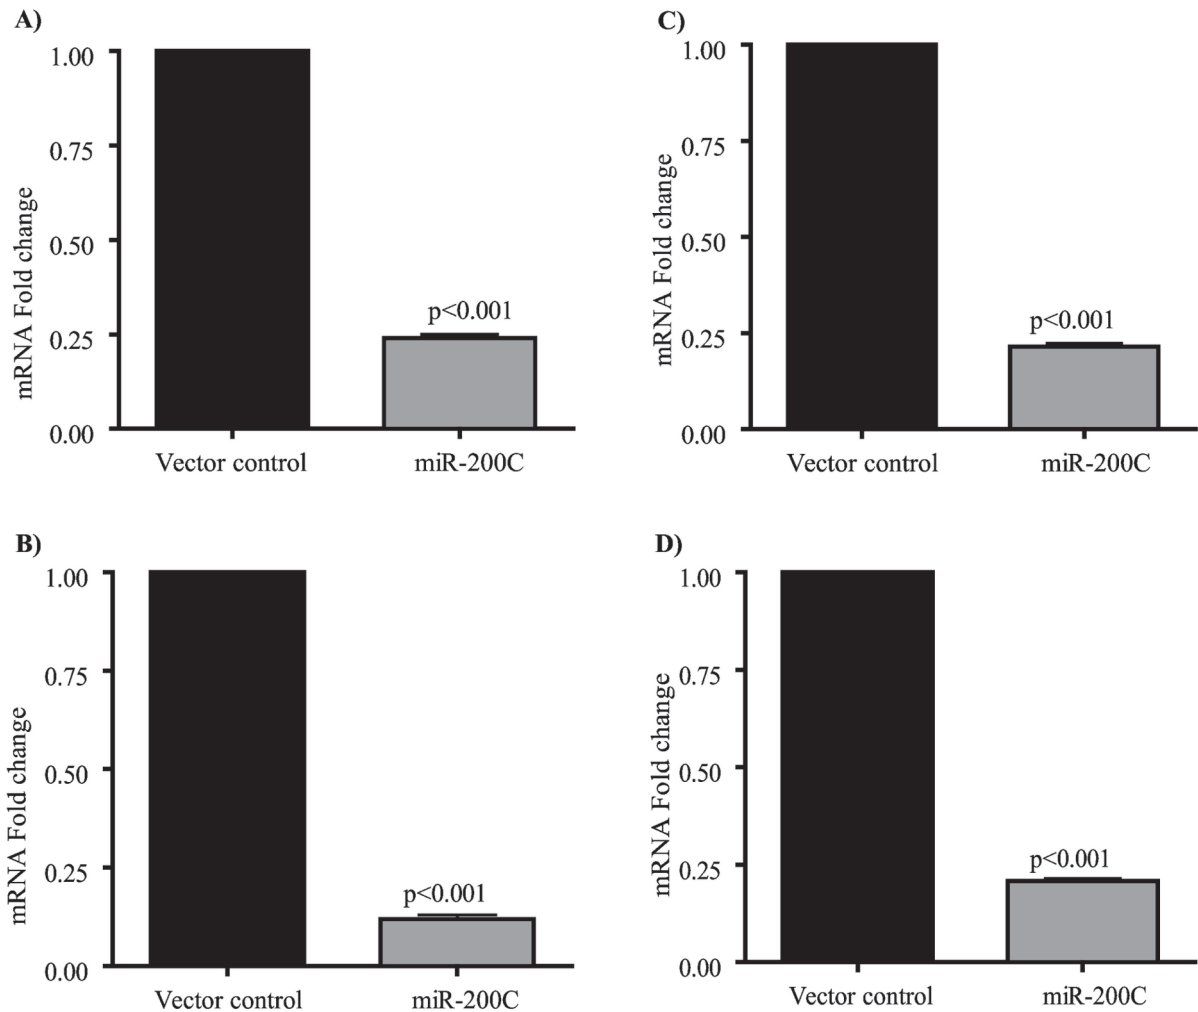 A)
mRNA Fold change
1.00
0.75
0.50
0.25
0.00
p<0.001
Vector control
miR-200C
C)
mRNA Fold change
1.00
0.75
0.50
0.25
0.00
p<0.001
Vector control
miR-200C
B)
mRNA Fold change
1.00
0.75
0.50
0.25
0.00
p<0.001
Vector control
miR-200C
D)
mRNA Fold change
1.00
0.75
0.50
0.25
0.00
p<0.001
Vector control
miR-200C